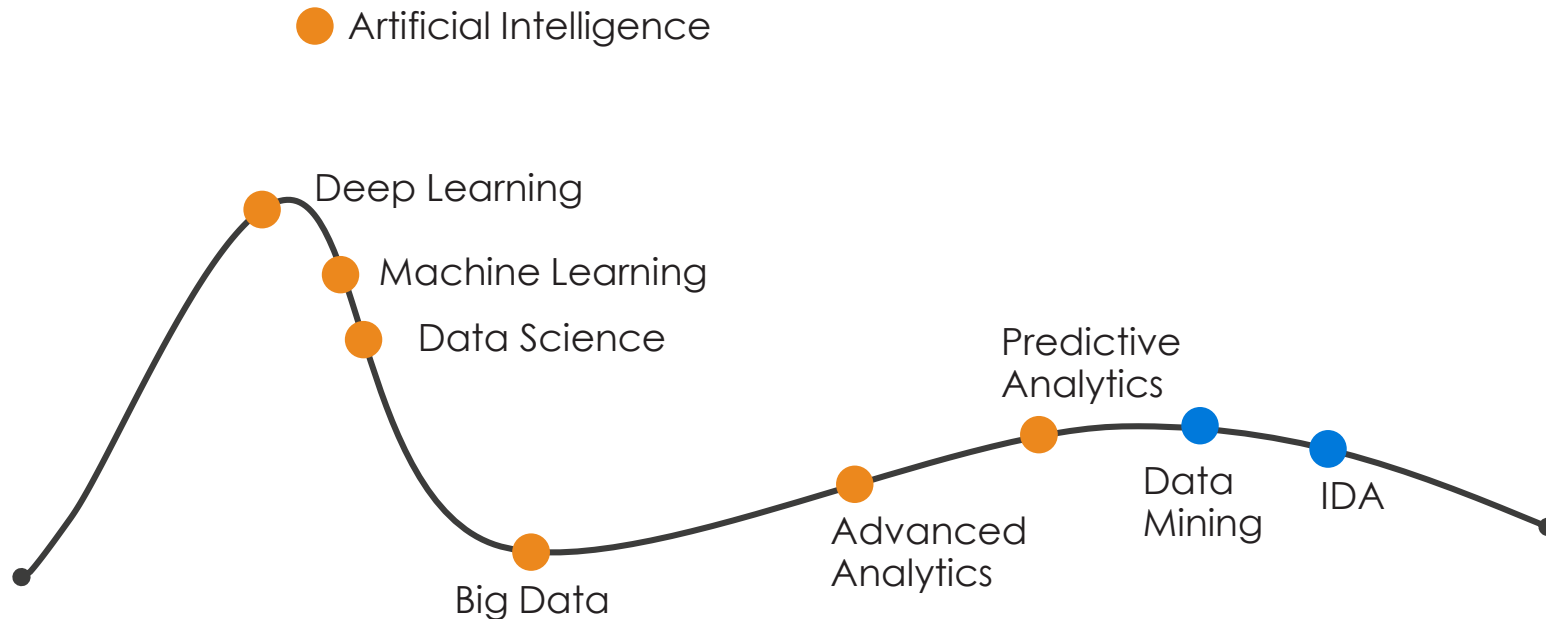 Artificial Intelligence
Deep Learning
Machine Learning
Data Science
Big Data
Advanced
Analytics
Predictive
Analytics
Data
Mining
IDA